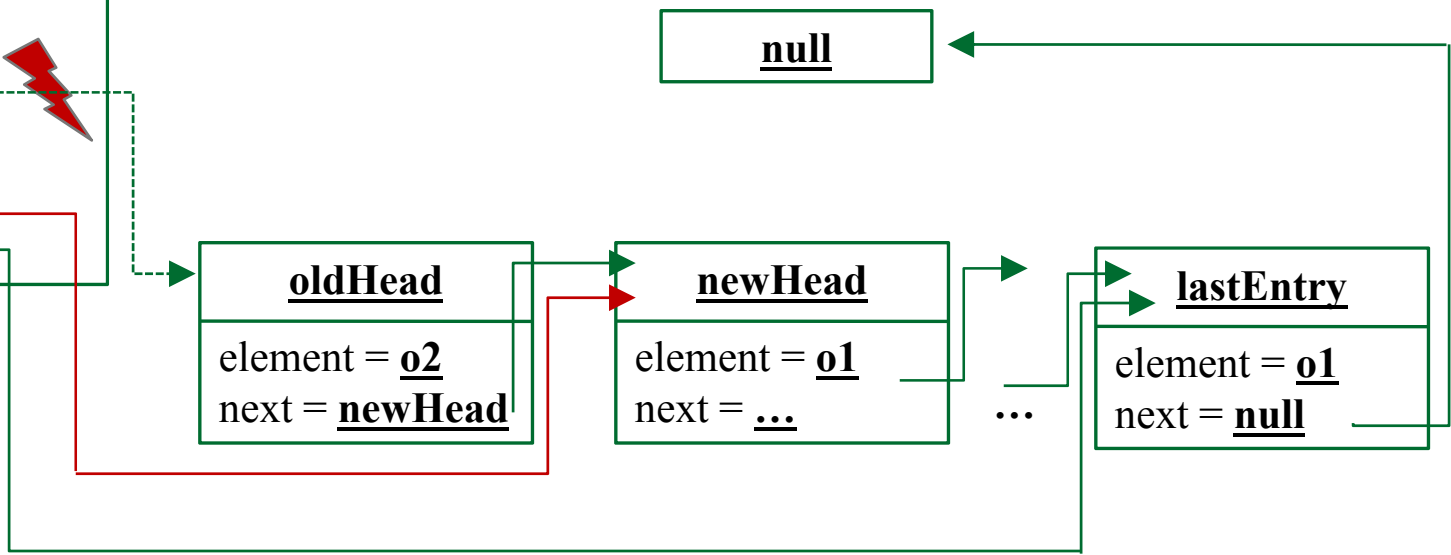 null
oldHead
element = o2
next = newHead
newHead
element = o1
next = ...
...
lastEntry
element = o1
next = null